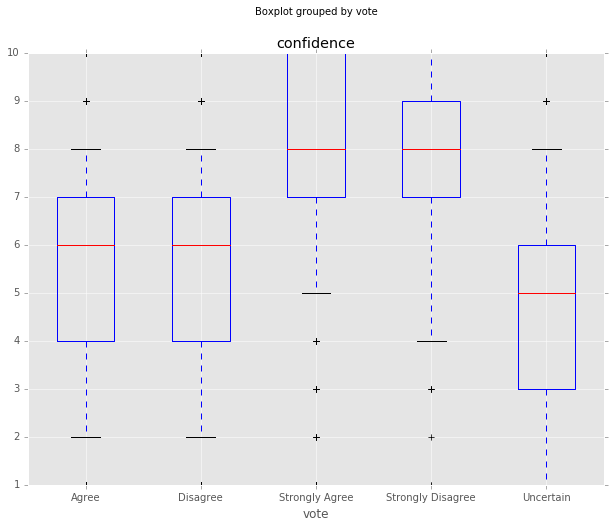 Boxplot grouped by vote
confidence
10
9
8
7
6
5
4
3
2
1
Agree Disagree Strongly Agree Strongly Disagree Uncertain
vote